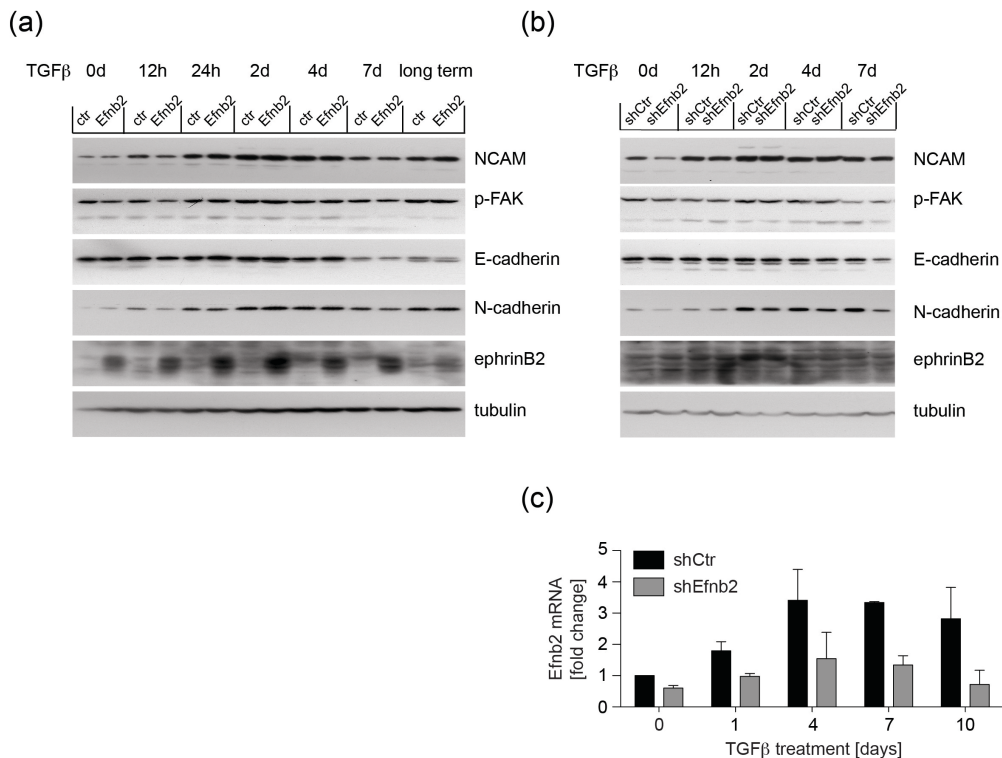 (a)
TGFβ 0d 12h 24h 2d 4d 7d long term
ctr Efnb2 ctr Efnb2 ctr Efnb2 ctr Efnb2 ctr Efnb2 ctr Efnb2 ctr Efnb2
NCAM
p-FAK
E-cadherin
N-cadherin
ephrinB2
tubulin
(b)
TGFβ 0d 12h 2d 4d 7d
shCtr shEfnb2 shCtr shEfnb2 shCtr shEfnb2 shCtr shEfnb2 shCtr shEfnb2
NCAM
p-FAK
E-cadherin
N-cadherin
ephrinB2
tubulin
(c)
Efnb2 mRNA
[fold change]
5
4
3
2
1
0
shCtr
shEfnb2
0 1 4 7 10
TGFβ treatment [days]